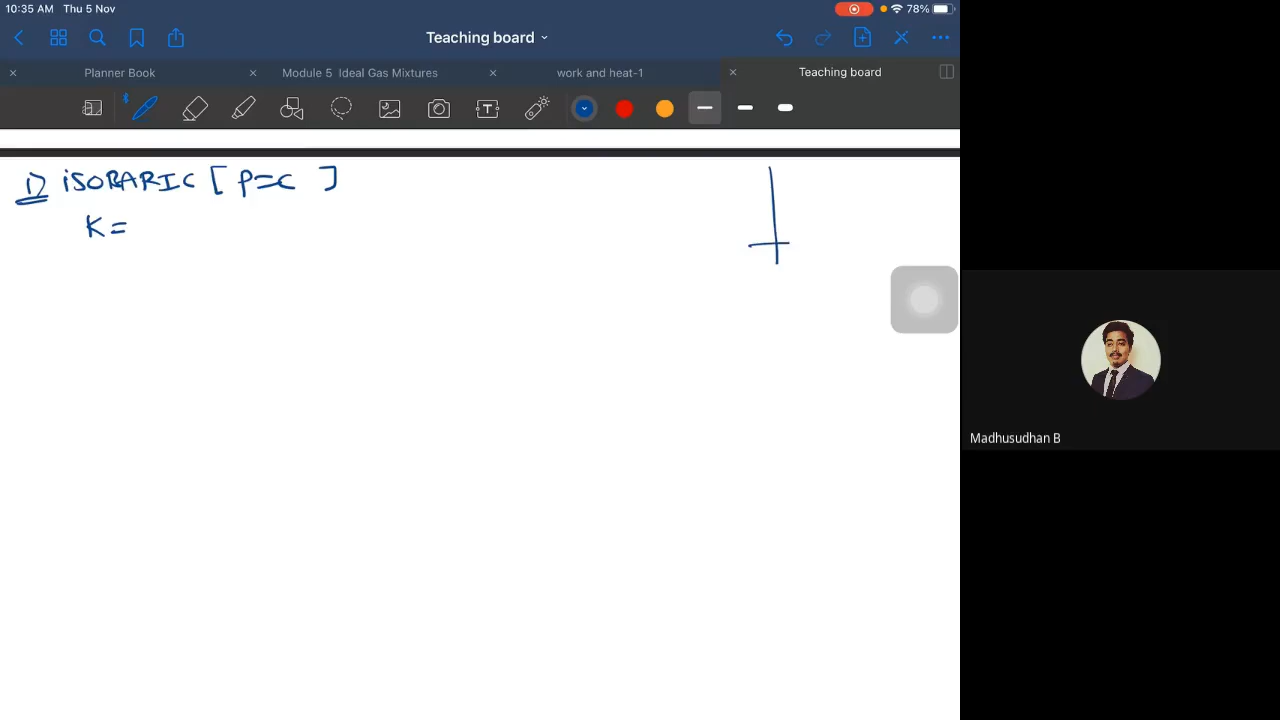 10:35 AM Thu 5 Nov
78%
Teaching board
Planner Book
Module 5 Ideal Gas Mixtures
work and heat-1
Teaching board
1) iSOBARIC [ P=C ]
K=
Madhusudhan B